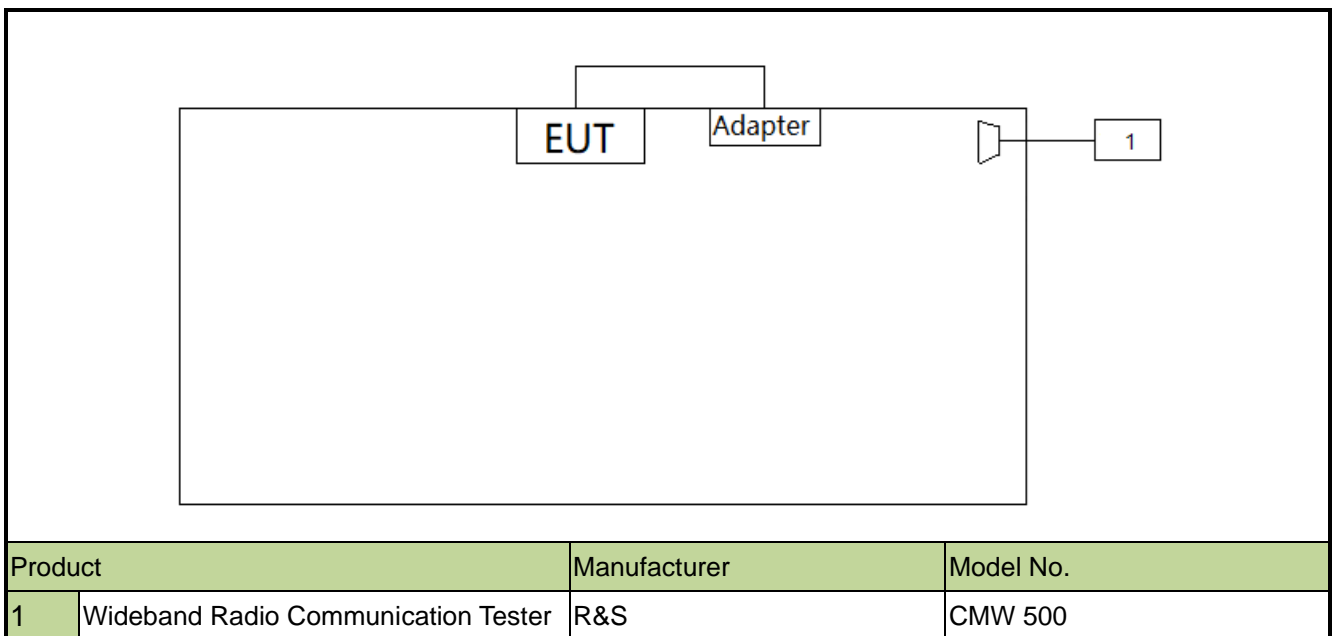 EUT
Adapter
1
Product Manufacturer Model No.
1 Wideband Radio Communication Tester R&S CMW 500